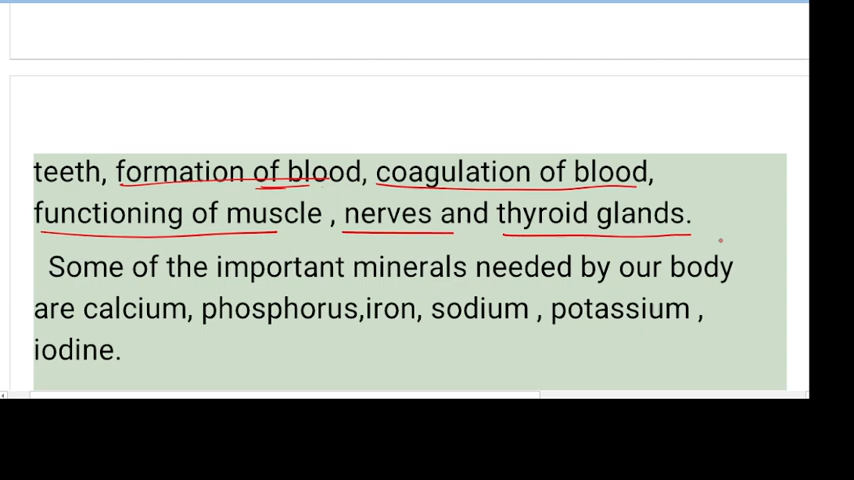 teeth, formation of blood, coagulation of blood,
functioning of muscle , nerves and thyroid glands.
Some of the important minerals needed by our body
are calcium, phosphorus,iron, sodium , potassium ,
iodine.